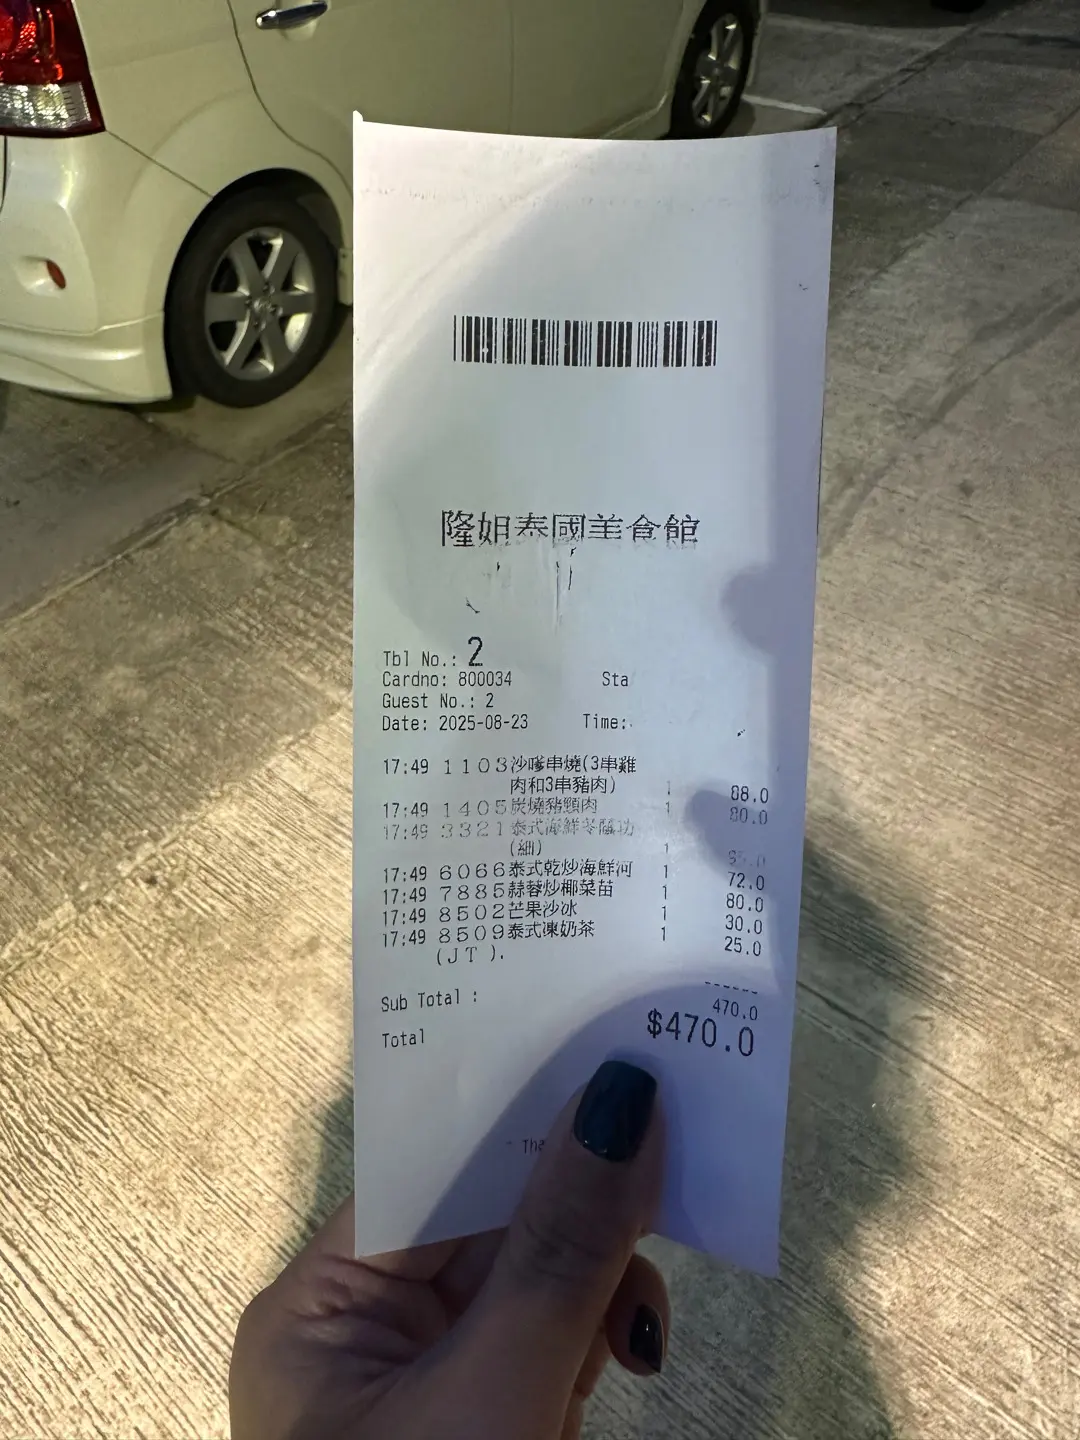 隆姐泰國美食館
Tbl No.: 2
Cardno: 800034 Sta
Guest No.: 2
Date: 2025-08-23 Time:
17:49 1103沙嗲串燒(3串雞
肉和3串豬肉) 1 88.0
17:49 1405炭燒豬頸肉 1 80.0
17:49 3321泰式海鮮冬蔭功
(細) 1 95.0
17:49 6066泰式乾炒海鮮河 1 72.0
17:49 7885蒜蓉炒椰菜苗 1 80.0
17:49 8502芒果沙冰 1 30.0
17:49 8509泰式凍奶茶 1 25.0
(JT ).
------
Sub Total : 470.0
Total $470.0